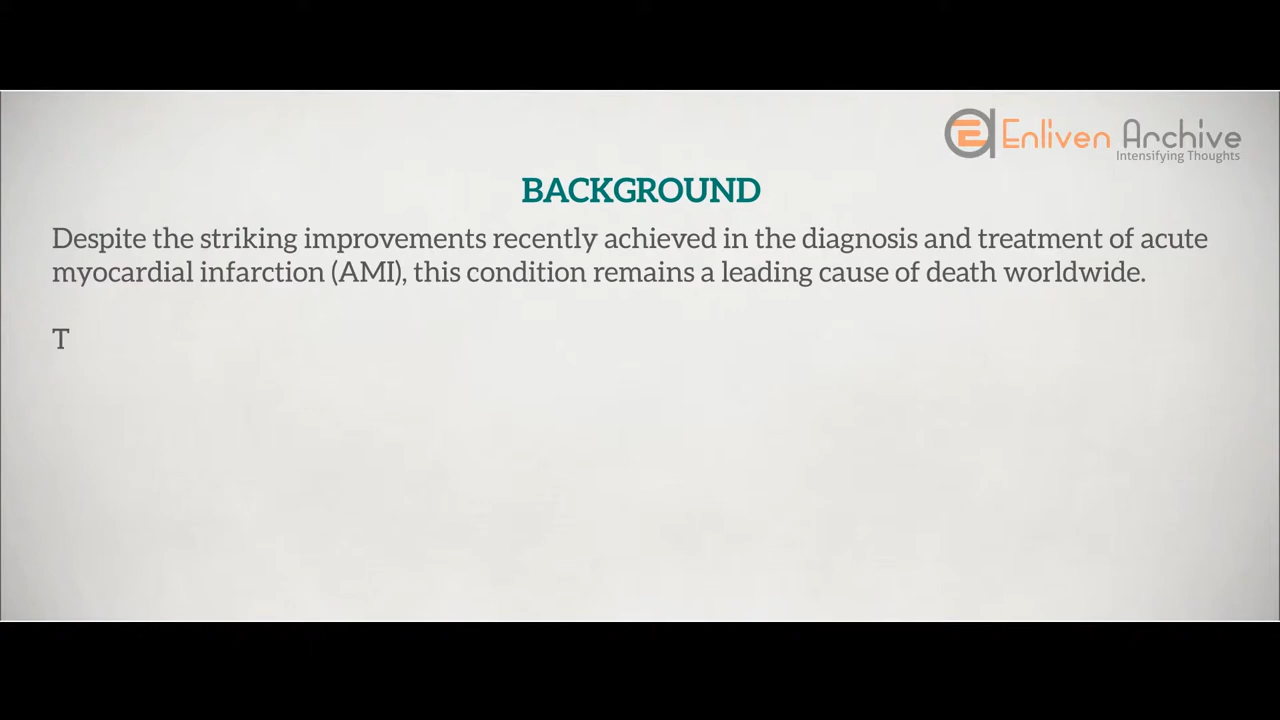 Enliven Archive
Intensifying Thoughts
BACKGROUND
Despite the striking improvements recently achieved in the diagnosis and treatment of acute
myocardial infarction (AMI), this condition remains a leading cause of death worldwide.
T